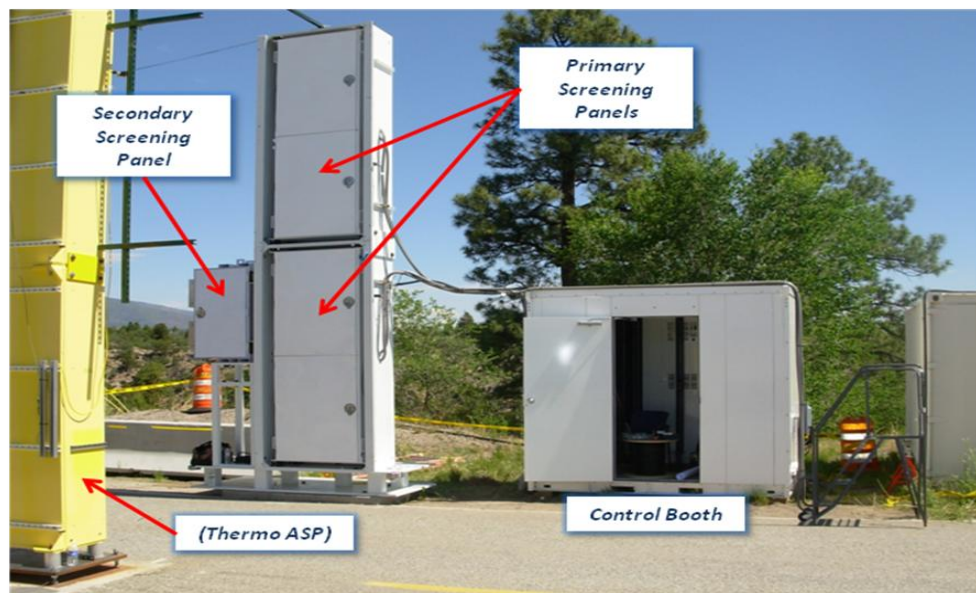 Secondary
Screening
Panel
Primary
Screening
Panels
(Thermo ASP)
Control Booth